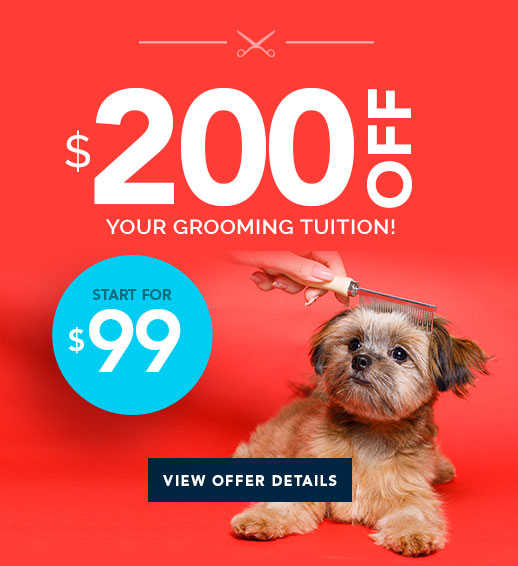 $200 OFF
YOUR GROOMING TUITION!
START FOR
$99
VIEW OFFER DETAILS